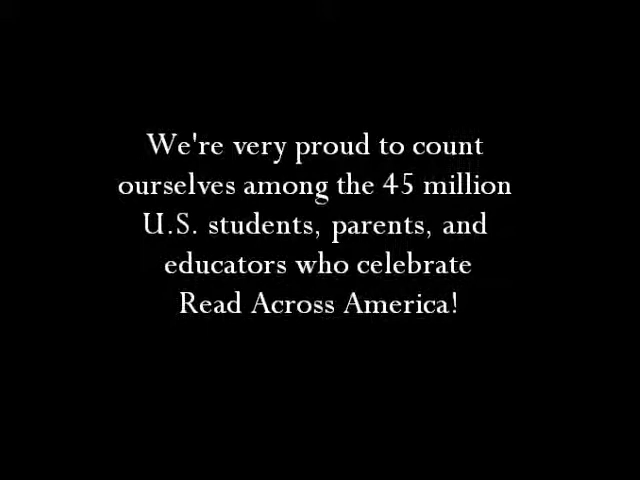 We're very proud to count
ourselves among the 45 million
U.S. students, parents, and
educators who celebrate
Read Across America!